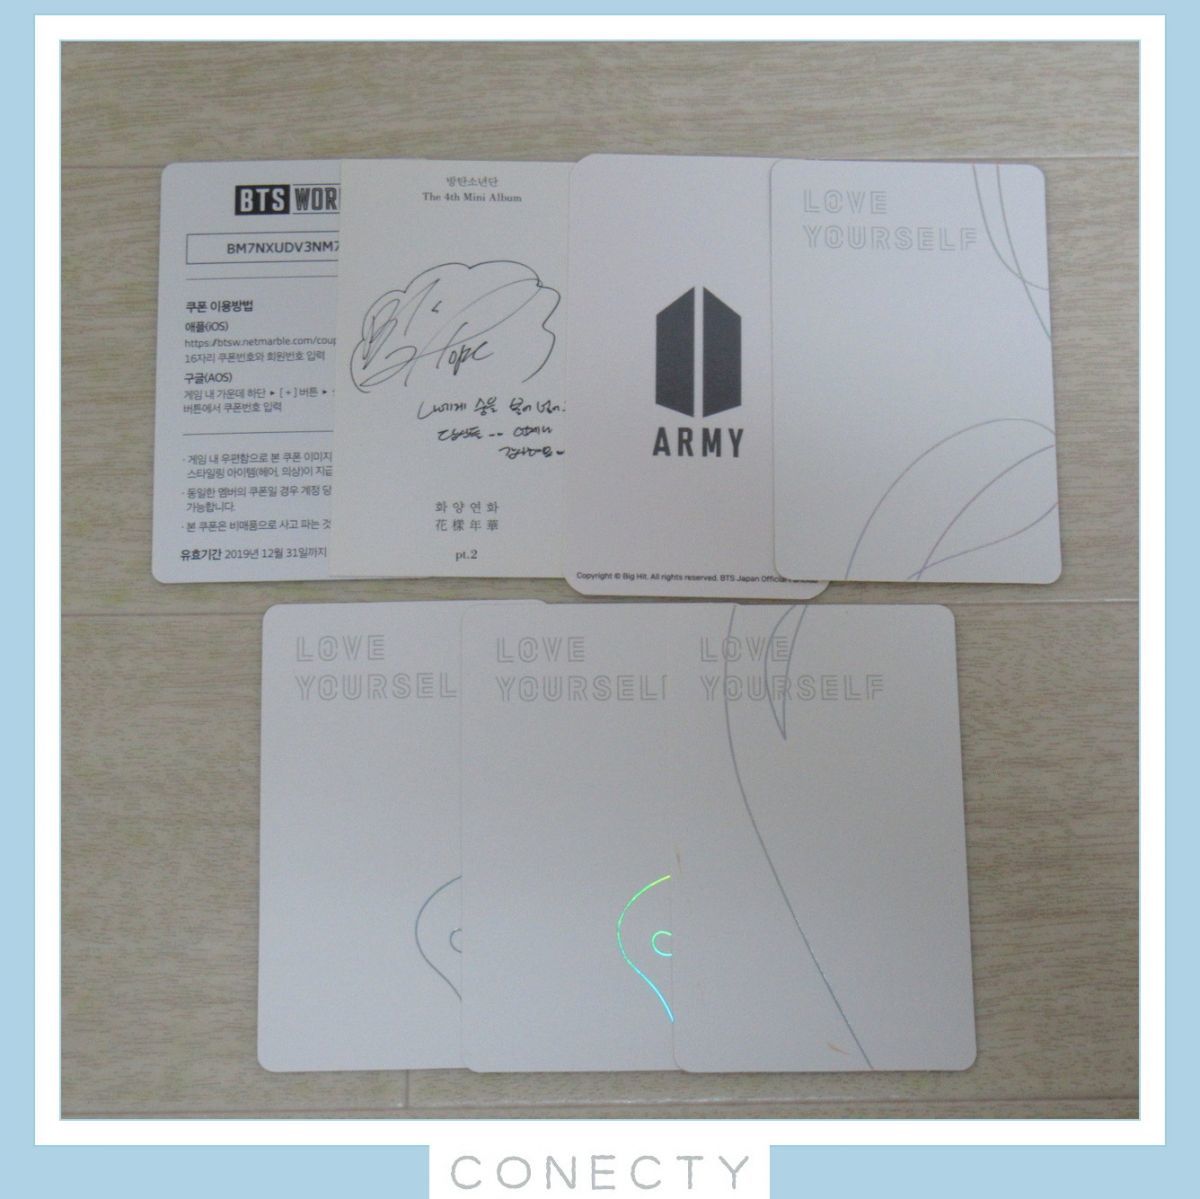 BTS WOR
BM7NXUDV3NM7
쿠폰 이용방법
애플(iOS)
https://btsw.netmarble.com/coup
16자리 쿠폰번호와 회원번호 입력
구글(AOS)
게임 내 가운데 하단 ▸ [+] 버튼 ▸
버튼에서 쿠폰번호 입력
· 게임 내 우편함으로 본 쿠폰 이미지
스타일링 아이템(헤어, 의상)이 지급
· 동일한 멤버의 쿠폰일 경우 계정 당
가능합니다.
· 본 쿠폰은 비매품으로 사고 파는 것
유효기간 2019년 12월 31일까지
방탄소년단
The 4th Mini Album
Hope
화양연화
花樣年華
pt.2
ARMY
Copyright © Big Hit. All rights reserved. BTS Japan Official
LOVE
YOURSELF
LOVE
YOURSEL
LOVE
YOURSEL
LOVE
YOURSELF
CONECTY